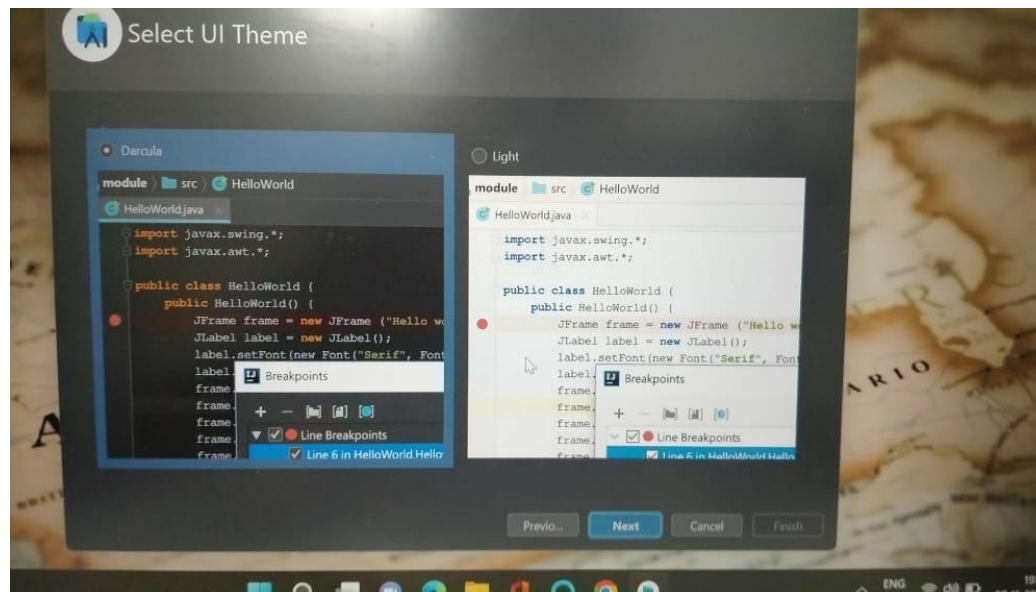 Select UI Theme
Darcula
module src HelloWorld
HelloWorld.java
import javax.swing.*;
import javax.awt.*;
public class HelloWorld {
public HelloWorld() {
JFrame frame = new JFrame ("Hello wo
JLabel label = new JLabel();
label.setFont(new Font("Serif", Font
label.
frame.
frame.
frame.
frame.
frame.
Breakpoints
Line Breakpoints
Line 6 in HelloWorld.Hello
Light
module src HelloWorld
HelloWorld.java
import javax.swing.*;
import javax.awt.*;
public class HelloWorld {
public HelloWorld() {
JFrame frame = new JFrame ("Hello wo
JLabel label = new JLabel();
label.setFont(new Font("Serif", Font
label.
frame.
frame.
frame.
frame.
frame.
Breakpoints
Line Breakpoints
Line 6 in HelloWorld.Hello
Previo... Next Cancel Finish
ARIO
A
ENG
19